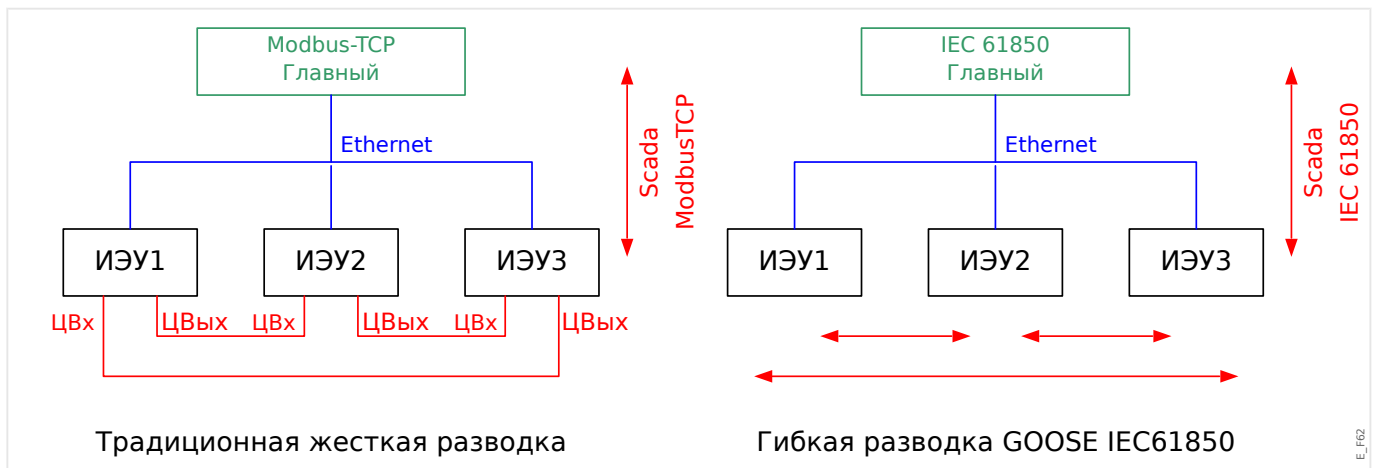 Modbus-TCP
Главный
Ethernet
Scada
ModbusTCP
ИЭУ1
ИЭУ2
ИЭУ3
ЦВх
ЦВых
ЦВх
ЦВых
ЦВх
ЦВых
Традиционная жесткая разводка
IEC 61850
Главный
Ethernet
Scada
IEC 61850
ИЭУ1
ИЭУ2
ИЭУ3
Гибкая разводка GOOSE IEC61850
E_F62